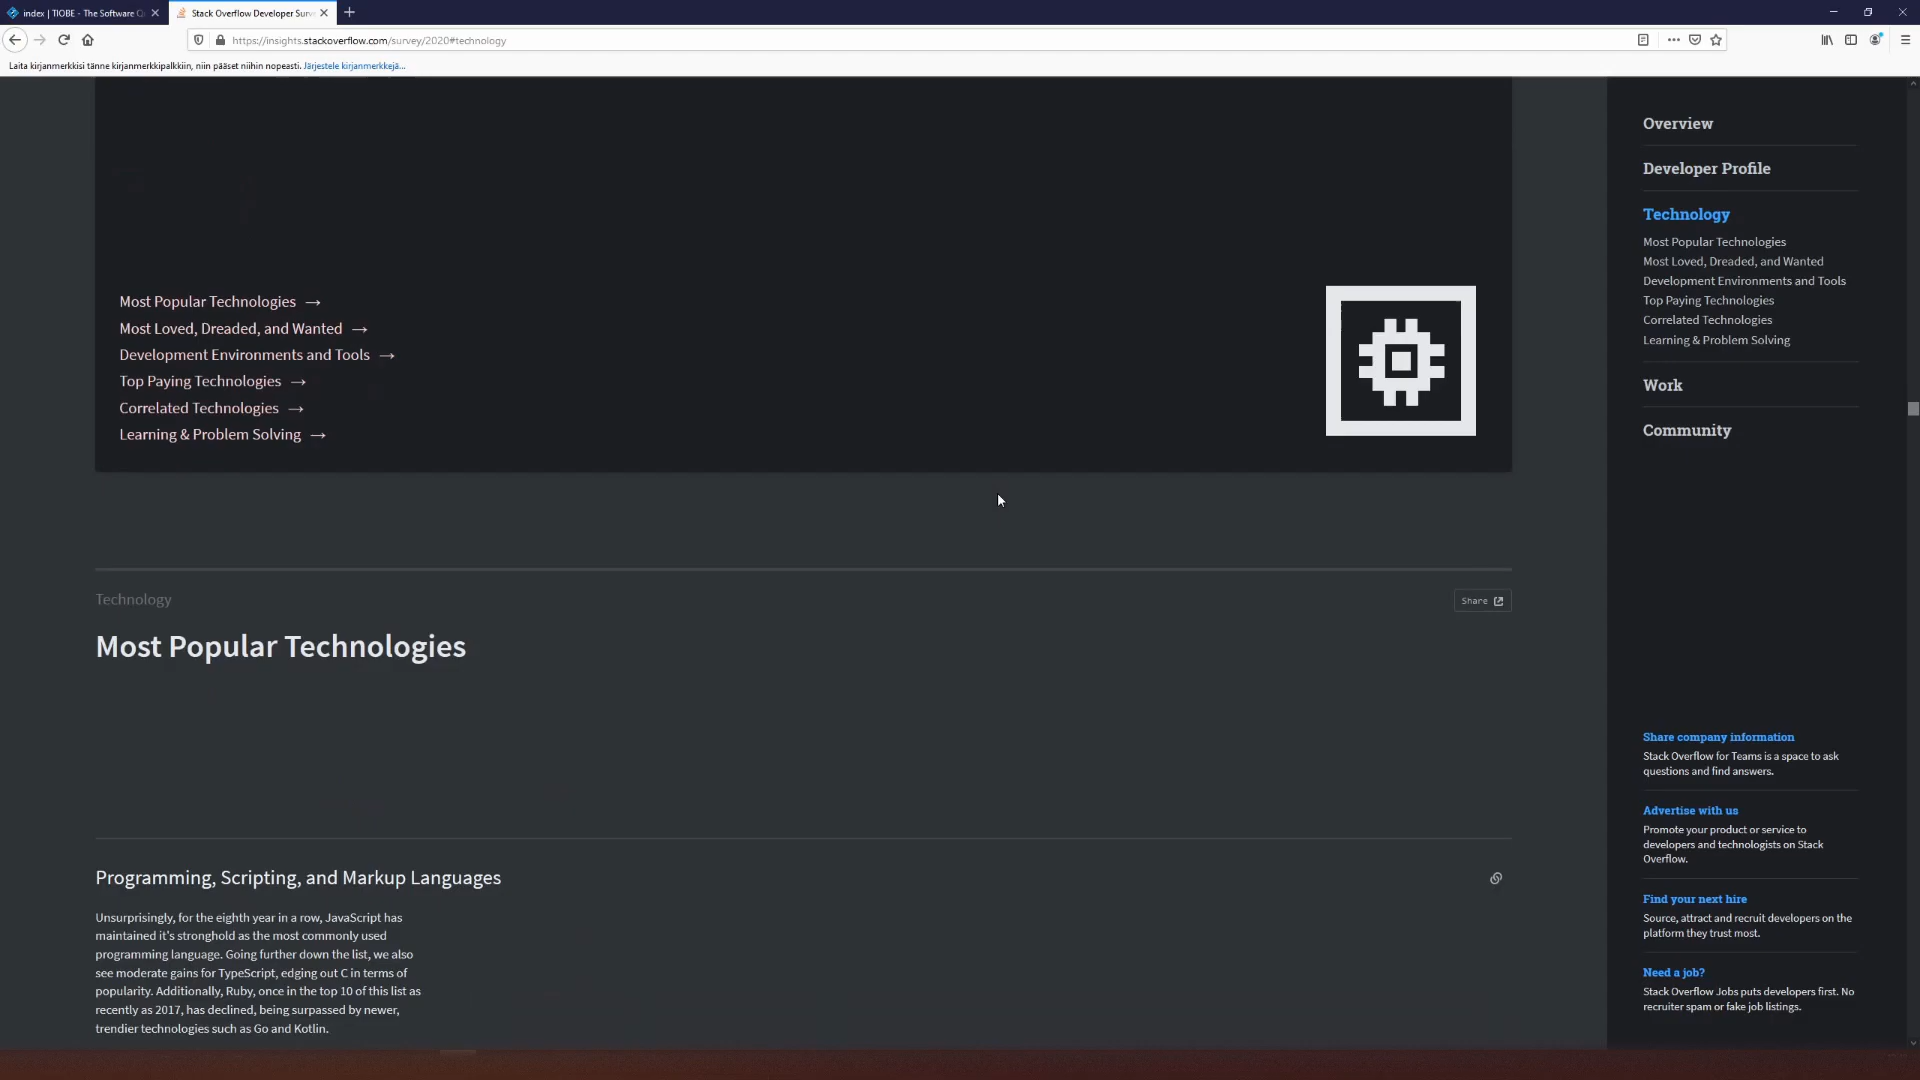 index | TIOBE - The Software Q
Stack Overflow Developer Surv
https://insights.stackoverflow.com/survey/2020#technology
Laita kirjanmerkkisi tänne kirjanmerkkipalkkiin, niin pääset niihin nopeasti. Järjestele kirjanmerkkejä...
Most Popular Technologies →
Most Loved, Dreaded, and Wanted →
Development Environments and Tools →
Top Paying Technologies →
Correlated Technologies →
Learning & Problem Solving →
Technology
Share
Most Popular Technologies
Programming, Scripting, and Markup Languages
Unsurprisingly, for the eighth year in a row, JavaScript has
maintained it's stronghold as the most commonly used
programming language. Going further down the list, we also
see moderate gains for TypeScript, edging out C in terms of
popularity. Additionally, Ruby, once in the top 10 of this list as
recently as 2017, has declined, being surpassed by newer,
trendier technologies such as Go and Kotlin.
Overview
Developer Profile
Technology
Most Popular Technologies
Most Loved, Dreaded, and Wanted
Development Environments and Tools
Top Paying Technologies
Correlated Technologies
Learning & Problem Solving
Work
Community
Share company information
Stack Overflow for Teams is a space to ask
questions and find answers.
Advertise with us
Promote your product or service to
developers and technologists on Stack
Overflow.
Find your next hire
Source, attract and recruit developers on the
platform they trust most.
Need a job?
Stack Overflow Jobs puts developers first. No
recruiter spam or fake job listings.